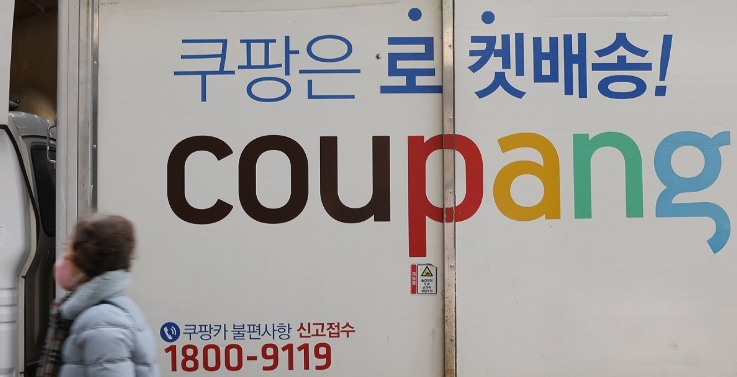 쿠팡은 로켓배송!
coupang
쿠팡카 불편사항 신고접수
1800-9119